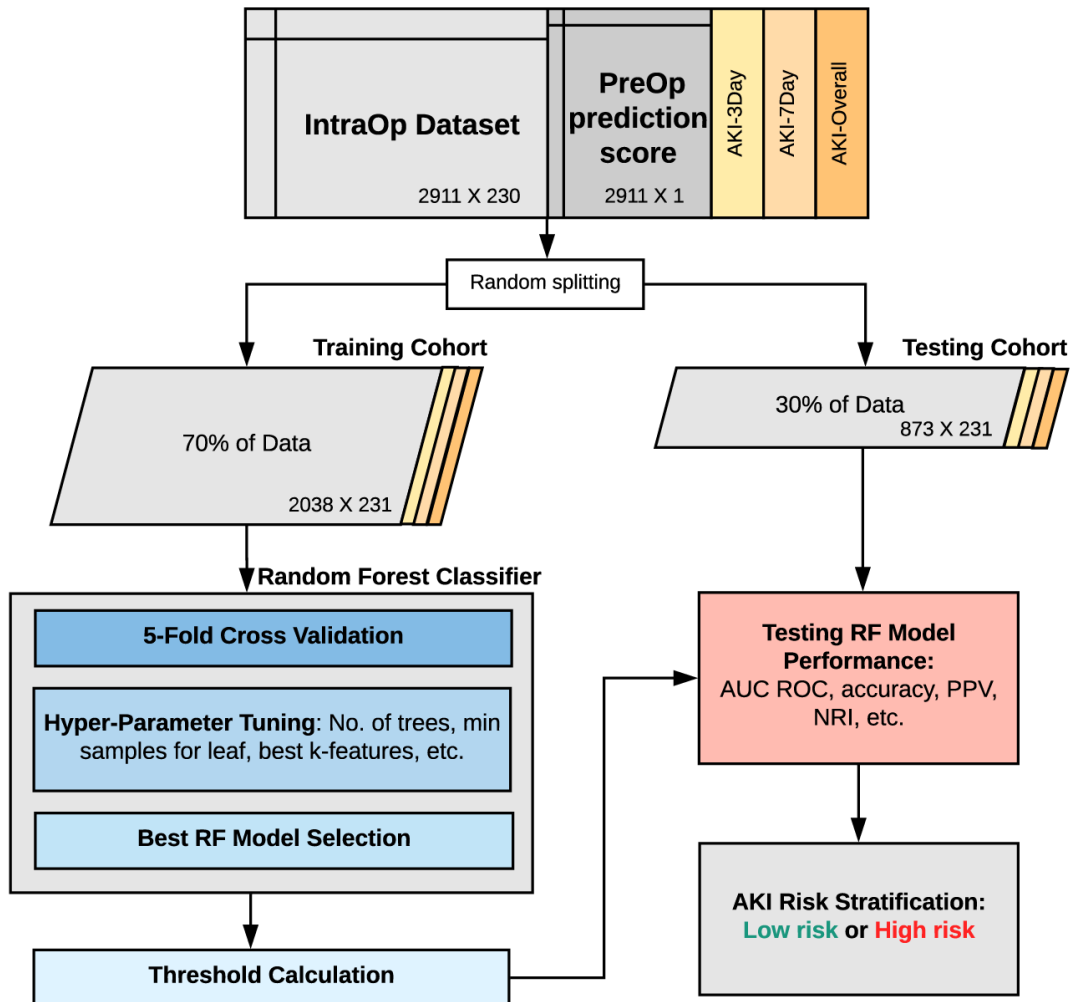 IntraOp Dataset
2911 X 230
PreOp
prediction
score
2911 X 1
AKI-3Day
AKI-7Day
AKI-Overall
Random splitting
Training Cohort
70% of Data
2038 X 231
Testing Cohort
30% of Data
873 X 231
Random Forest Classifier
5-Fold Cross Validation
Hyper-Parameter Tuning: No. of trees, min
samples for leaf, best k-features, etc.
Best RF Model Selection
Threshold Calculation
Testing RF Model
Performance:
AUC ROC, accuracy, PPV,
NRI, etc.
AKI Risk Stratification:
Low risk or High risk